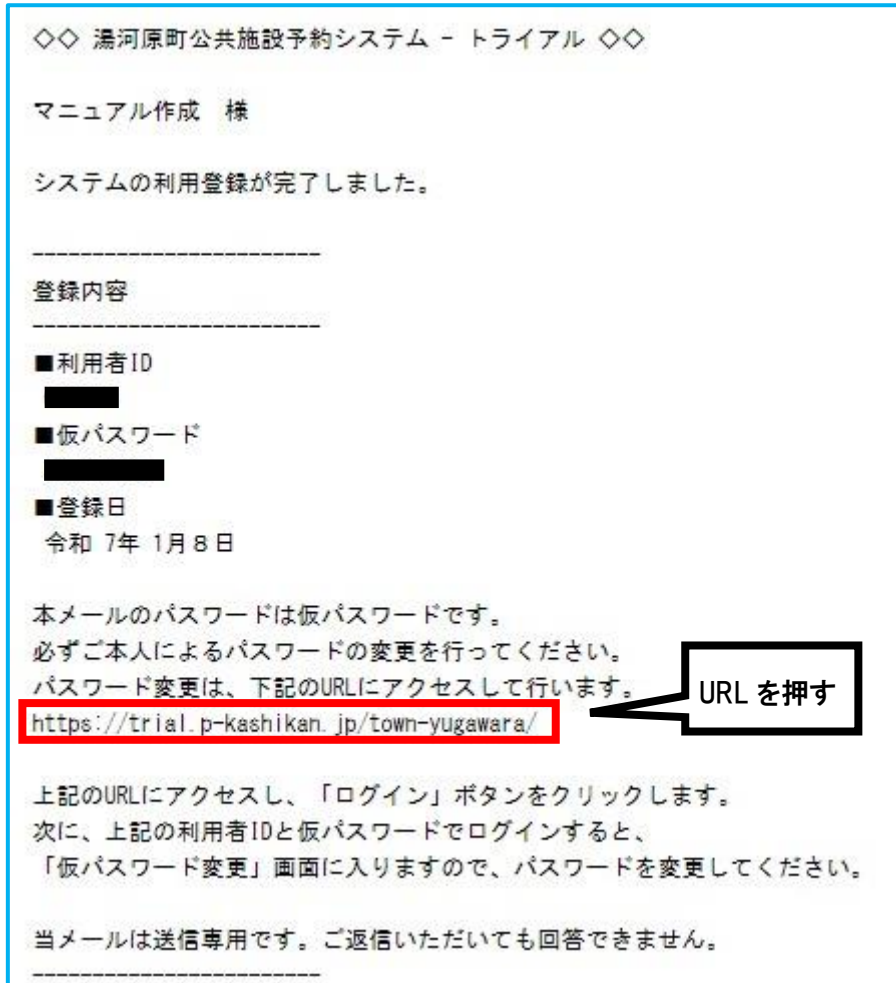 ◇◇ 湯河原町公共施設予約システム - トライアル ◇◇
マニュアル作成　様
システムの利用登録が完了しました。
------------------------
登録内容
------------------------
■利用者ID
■仮パスワード
■登録日
令和 7年 1月８日
本メールのパスワードは仮パスワードです。
必ずご本人によるパスワードの変更を行ってください。
パスワード変更は、下記のURLにアクセスして行います。
URL を押す
https://trial.p-kashikan.jp/town-yugawara/
上記のURLにアクセスし、「ログイン」ボタンをクリックします。
次に、上記の利用者IDと仮パスワードでログインすると、
「仮パスワード変更」画面に入りますので、パスワードを変更してください。
当メールは送信専用です。ご返信いただいても回答できません。
------------------------